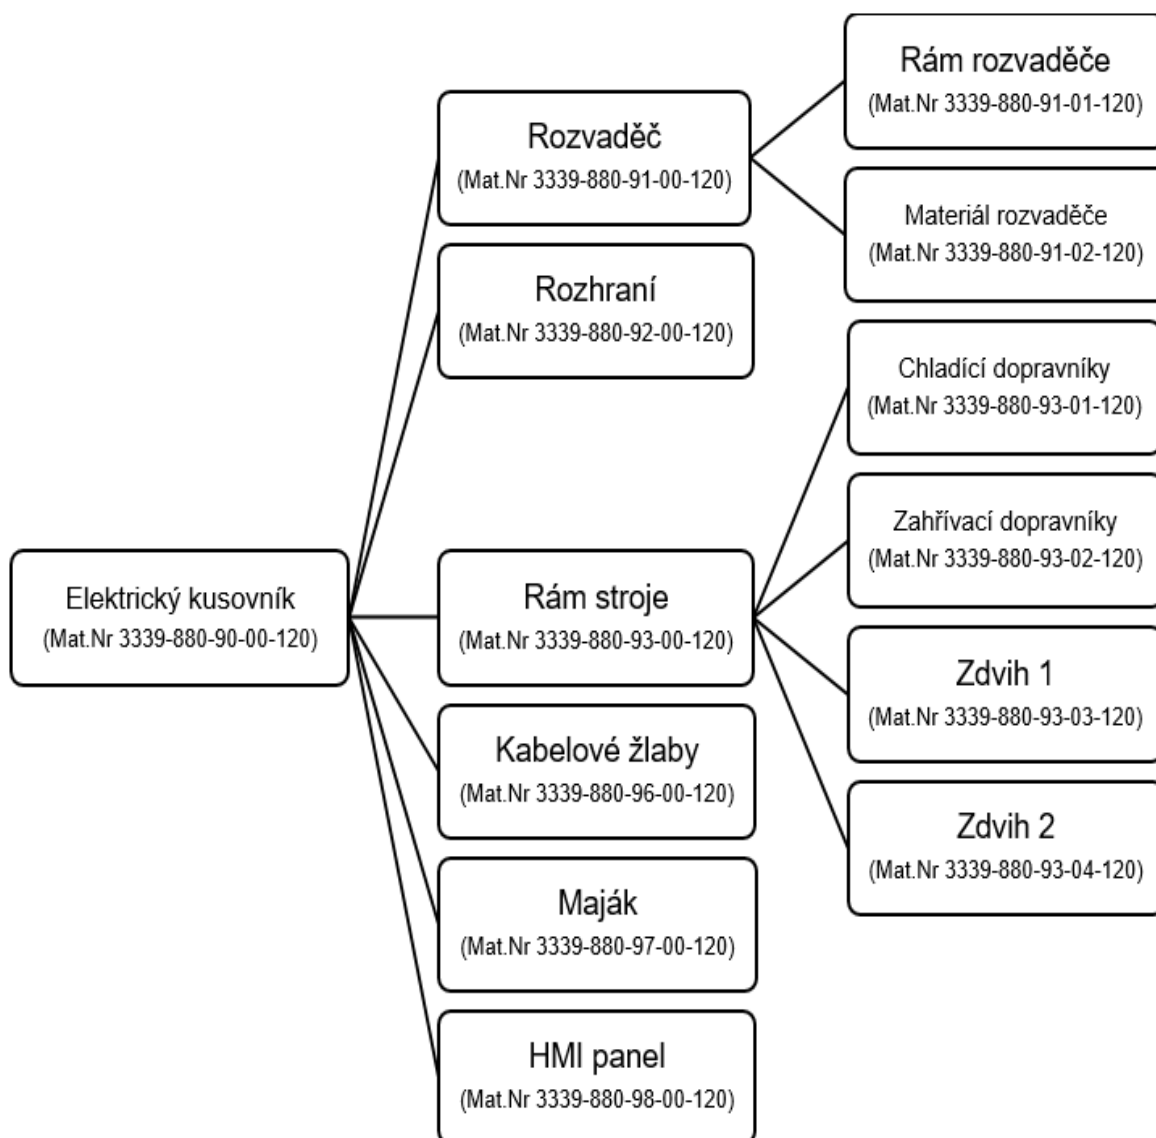 Rám rozvaděče
(Mat.Nr 3339-880-91-01-120)
Rozvaděč
(Mat.Nr 3339-880-91-00-120)
Materiál rozvaděče
(Mat.Nr 3339-880-91-02-120)
Rozhraní
(Mat.Nr 3339-880-92-00-120)
Chladící dopravníky
(Mat.Nr 3339-880-93-01-120)
Zahřívací dopravníky
(Mat.Nr 3339-880-93-02-120)
Elektrický kusovník
(Mat.Nr 3339-880-90-00-120)
Rám stroje
(Mat.Nr 3339-880-93-00-120)
Zdvih 1
(Mat.Nr 3339-880-93-03-120)
Kabelové žlaby
(Mat.Nr 3339-880-96-00-120)
Zdvih 2
(Mat.Nr 3339-880-93-04-120)
Maják
(Mat.Nr 3339-880-97-00-120)
HMI panel
(Mat.Nr 3339-880-98-00-120)